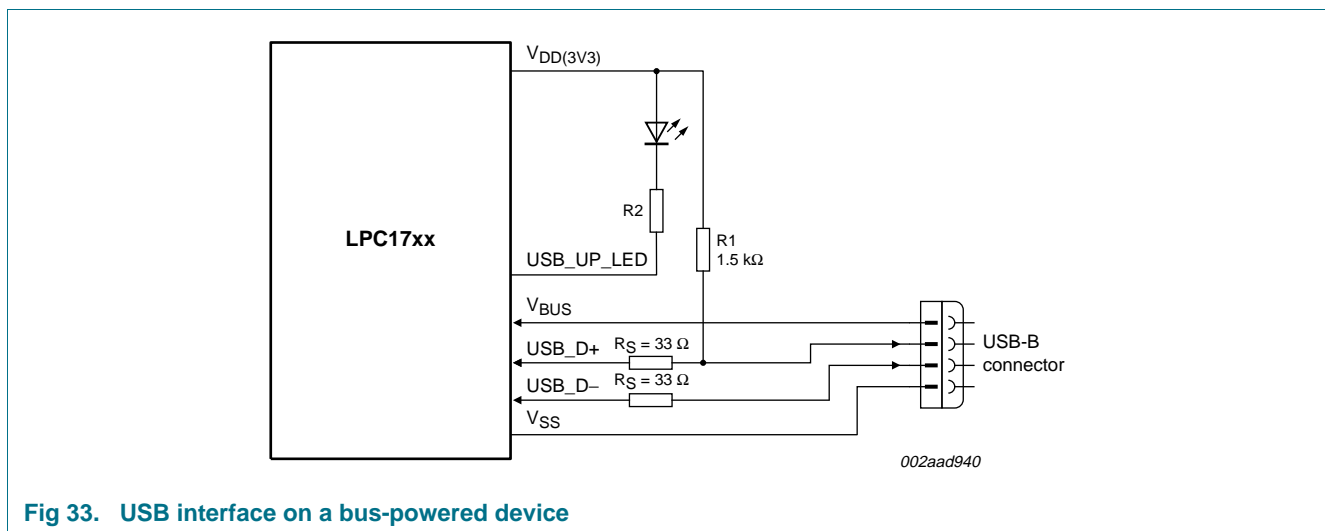 VDD(3V3)
R2
LPC17xx
R1
1.5 kΩ
USB_UP_LED
VBUS
USB_D+
RS = 33 Ω
USB-B
connector
USB_D−
RS = 33 Ω
VSS
002aad940
Fig 33. USB interface on a bus-powered device